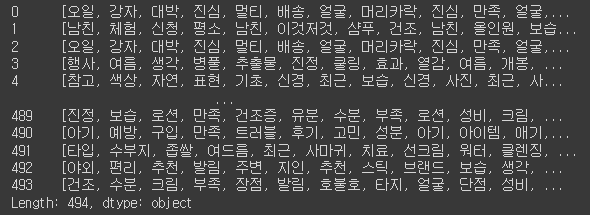 0 [오일, 강자, 대박, 진심, 멀티, 배송, 얼굴, 머리카락, 진심, 만족, 얼굴,...
1 [남친, 체험, 신청, 평소, 남친, 이것저것, 샴푸, 건조, 남친, 올인원, 보습...
2 [오일, 강자, 대박, 진심, 멀티, 배송, 얼굴, 머리카락, 진심, 만족, 얼굴,...
3 [행사, 여름, 생각, 병풀, 추출물, 진정, 쿨링, 효과, 열감, 여름, 개봉, ...
4 [참고, 색상, 자연, 표현, 기초, 신경, 최근, 보습, 신경, 사진, 최근, 사...
...
489 [진정, 보습, 로션, 만족, 건조증, 유분, 수분, 부족, 로션, 성비, 크림, ...
490 [아기, 예방, 구입, 만족, 트러블, 후기, 고민, 성분, 아기, 아이템, 애기,...
491 [타입, 수부지, 좁쌀, 여드름, 최근, 사마귀, 치료, 선크림, 워터, 클렌징, ...
492 [야외, 편리, 추천, 발림, 주변, 지인, 추천, 스틱, 브랜드, 보습, 생각, ...
493 [건조, 수분, 크림, 부족, 장점, 발림, 호불호, 타지, 얼굴, 단점, 성비, ...
Length: 494, dtype: object